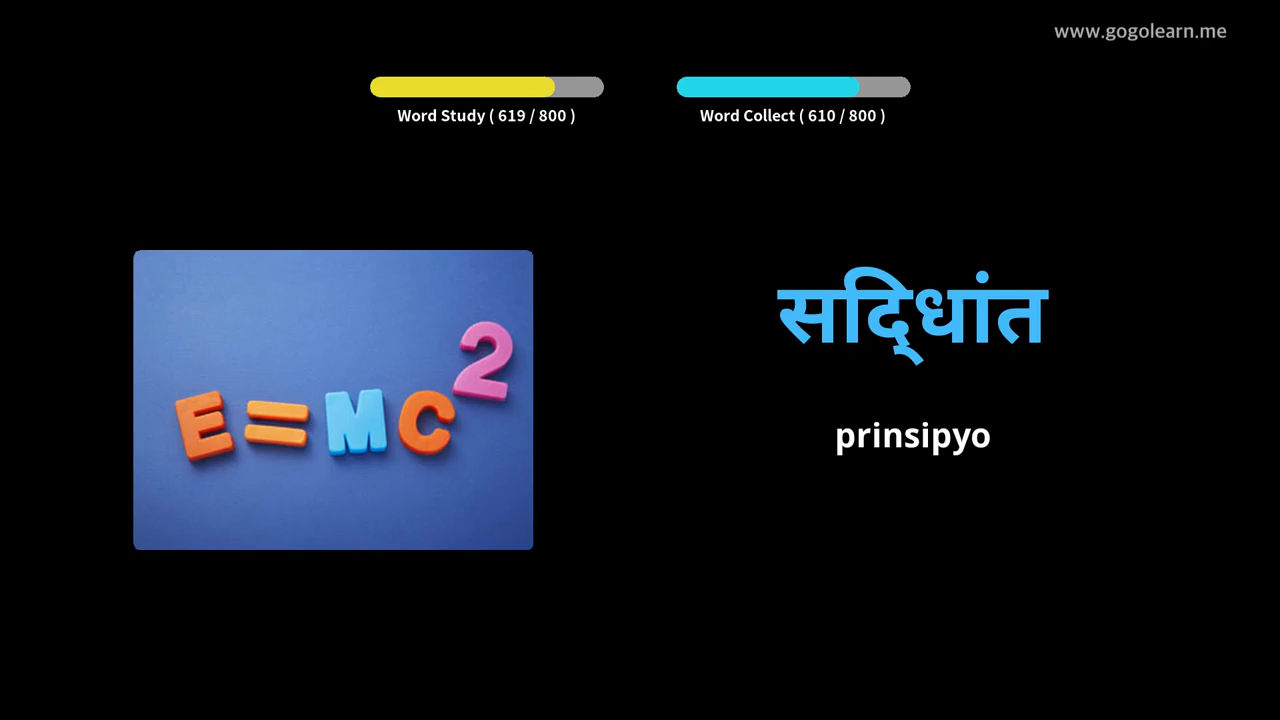 www.gogolearn.me
Word Study ( 619 / 800 )
Word Collect ( 610 / 800 )
E=MC2
सद्धिांत
prinsipyo